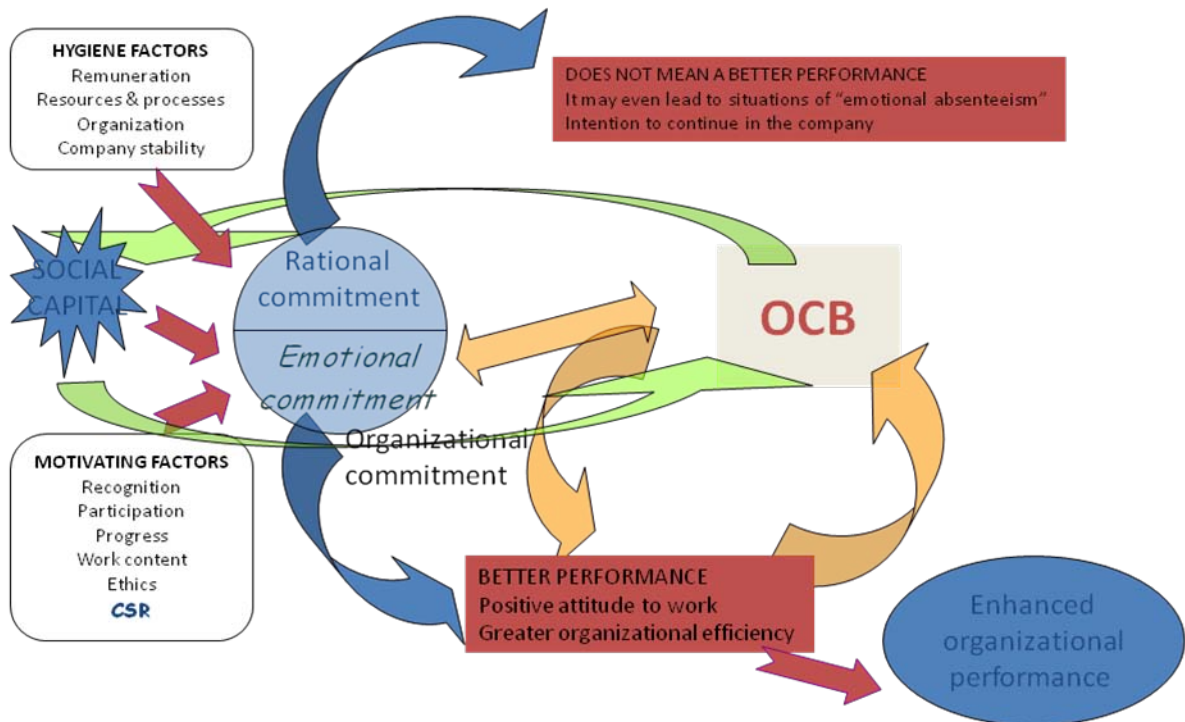 HYGIENE FACTORS
Remuneration
Resources & processes
Organization
Company stability
DOES NOT MEAN A BETTER PERFORMANCE
It may even lead to situations of “emotional absenteeism”
Intention to continue in the company
SOCIAL
CAPITAL
Rational
commitment
Emotional
commitment
Organizational
commitment
OCB
MOTIVATING FACTORS
Recognition
Participation
Progress
Work content
Ethics
CSR
BETTER PERFORMANCE
Positive attitude to work
Greater organizational efficiency
Enhanced
organizational
performance